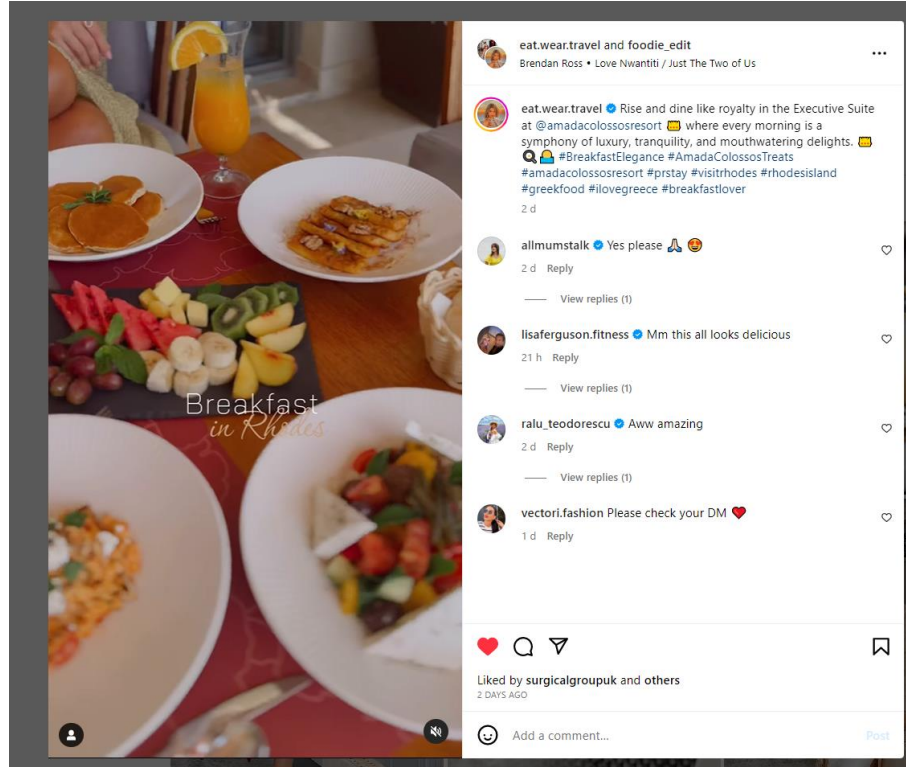 Breakfast
in Rhodes
eat.wear.travel and foodie_edit
Brendan Ross • Love Nwantiti / Just The Two of Us
eat.wear.travel Rise and dine like royalty in the Executive Suite
at @amadacolossosresort where every morning is a
symphony of luxury, tranquility, and mouthwatering delights.
#BreakfastElegance #AmadaColossosTreats
#amadacolossosresort #prstay #visitrhodes #rhodesisland
#greekfood #ilovegreece #breakfastlover
2 d
allmumstalk Yes please 🙏🏻 😍
2 d Reply
View replies (1)
lisaferguson.fitness Mm this all looks delicious
21 h Reply
View replies (1)
ralu_teodorescu Aww amazing
2 d Reply
View replies (1)
vectori.fashion Please check your DM ❤️
1 d Reply
Liked by surgicalgroupuk and others
2 DAYS AGO
Add a comment...
Post